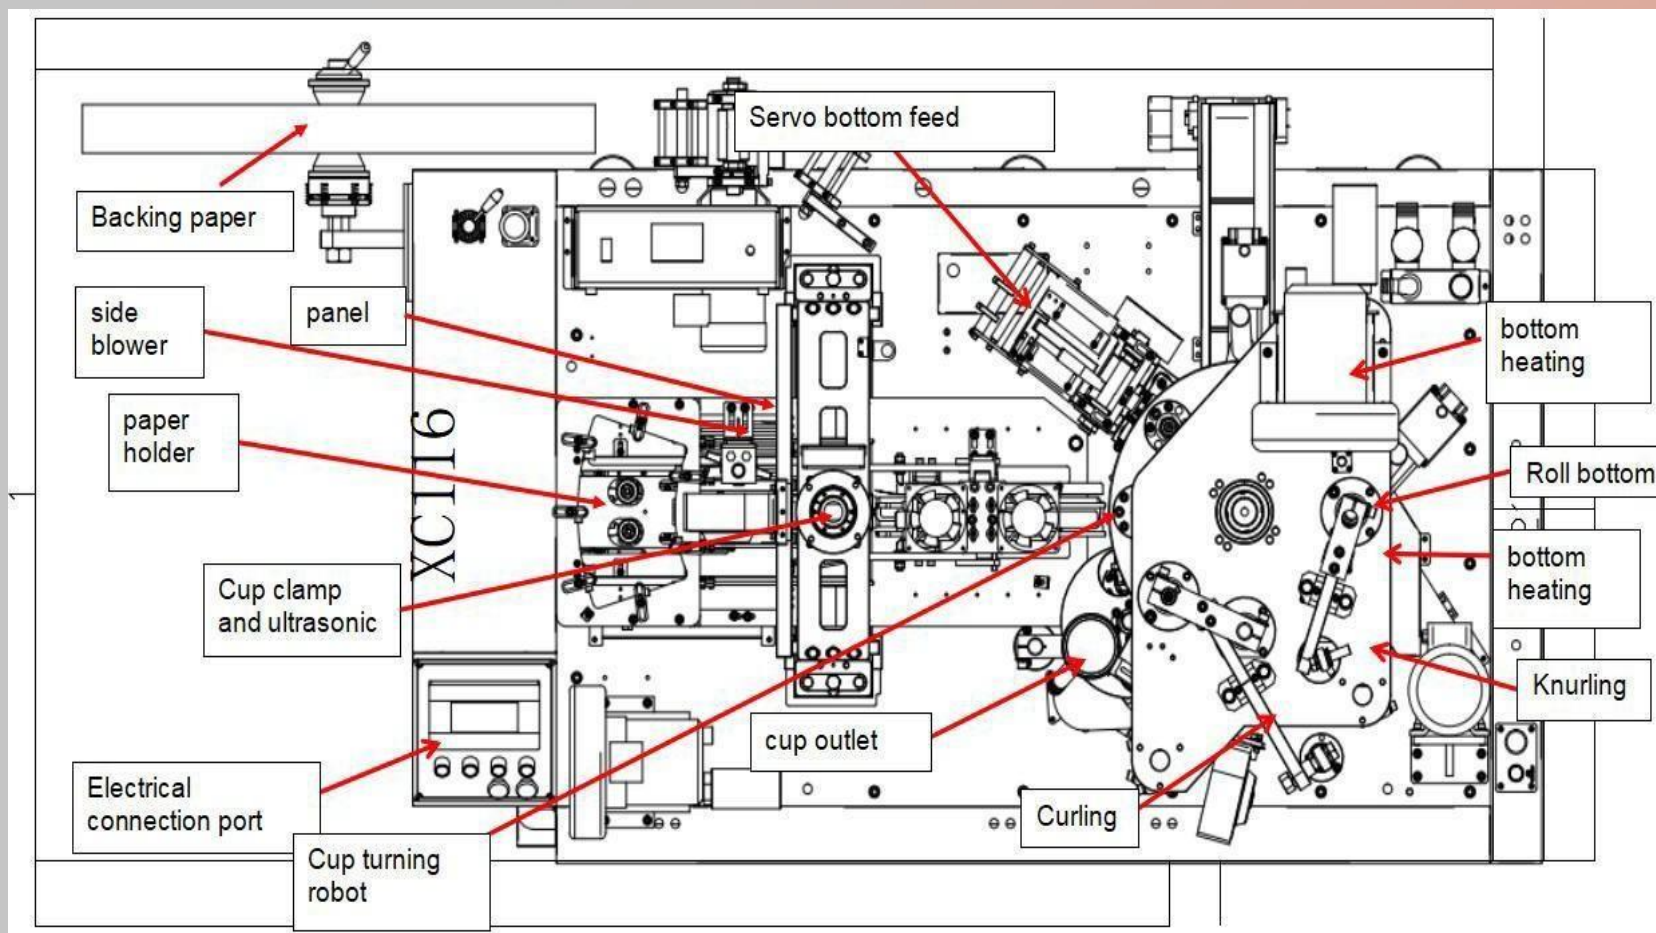 Servo bottom feed
Backing paper
side
blower
panel
bottom
heating
paper
holder
XC116
Roll bottom
Cup clamp
and ultrasonic
bottom
heating
Knurling
cup outlet
Electrical
connection port
Curling
Cup turning
robot
1